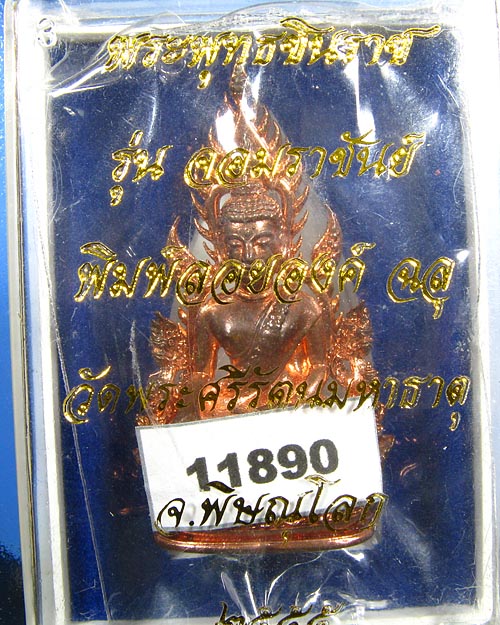 พระพุทธชินราช
รุ่น จอมราชันย์
พิมพ์ลอยองค์ ฉลุ
วัดพระศรีรัตนมหาธาตุ
11890
จ.พิษณุโลก